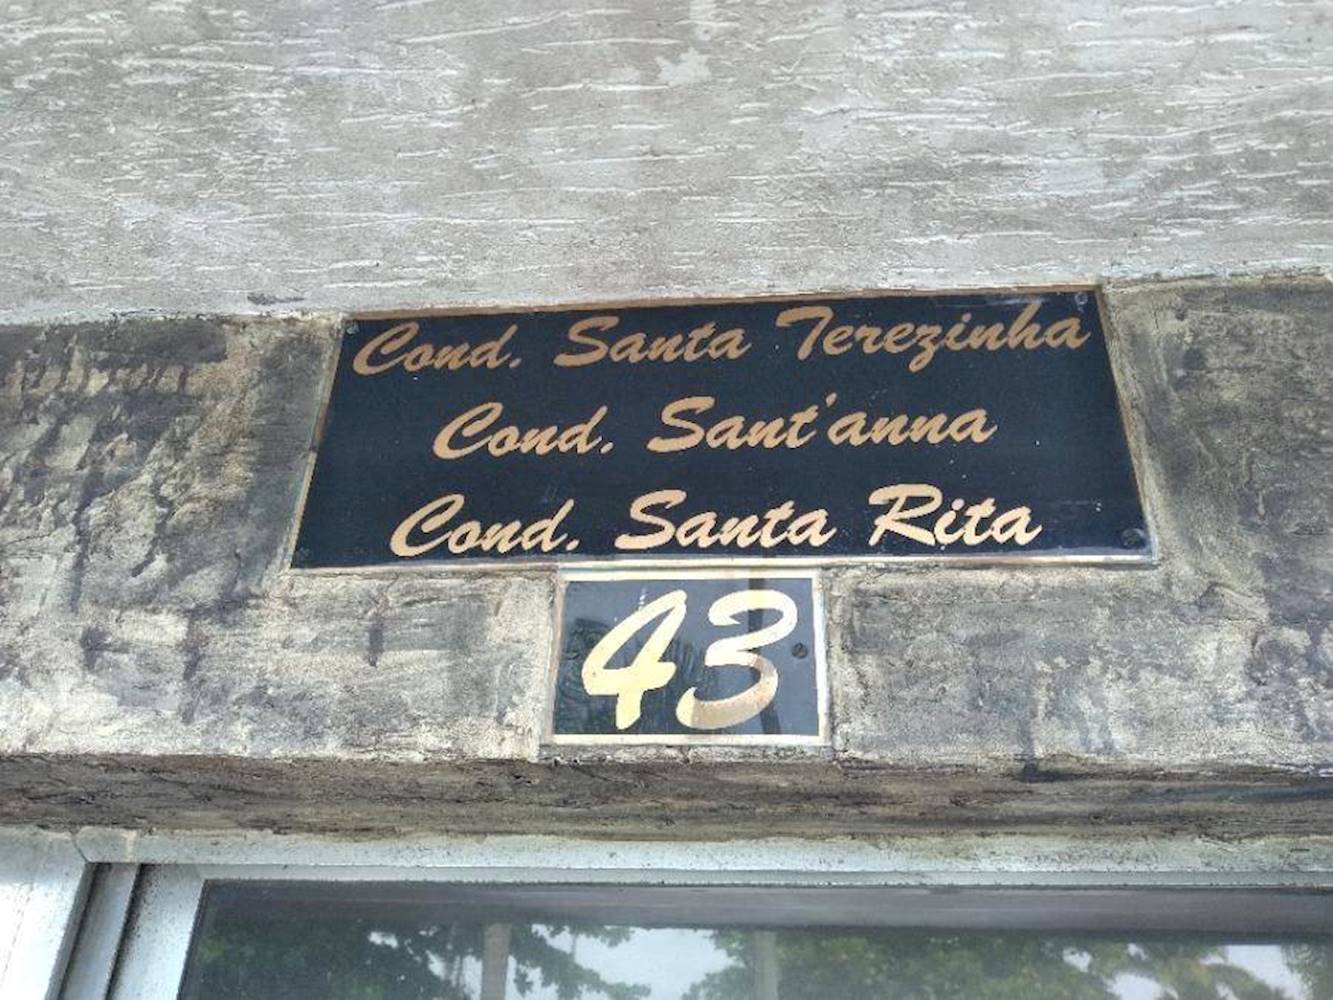 Cond. Santa Terezinha
Cond. Sant'anna
Cond. Santa Rita
43